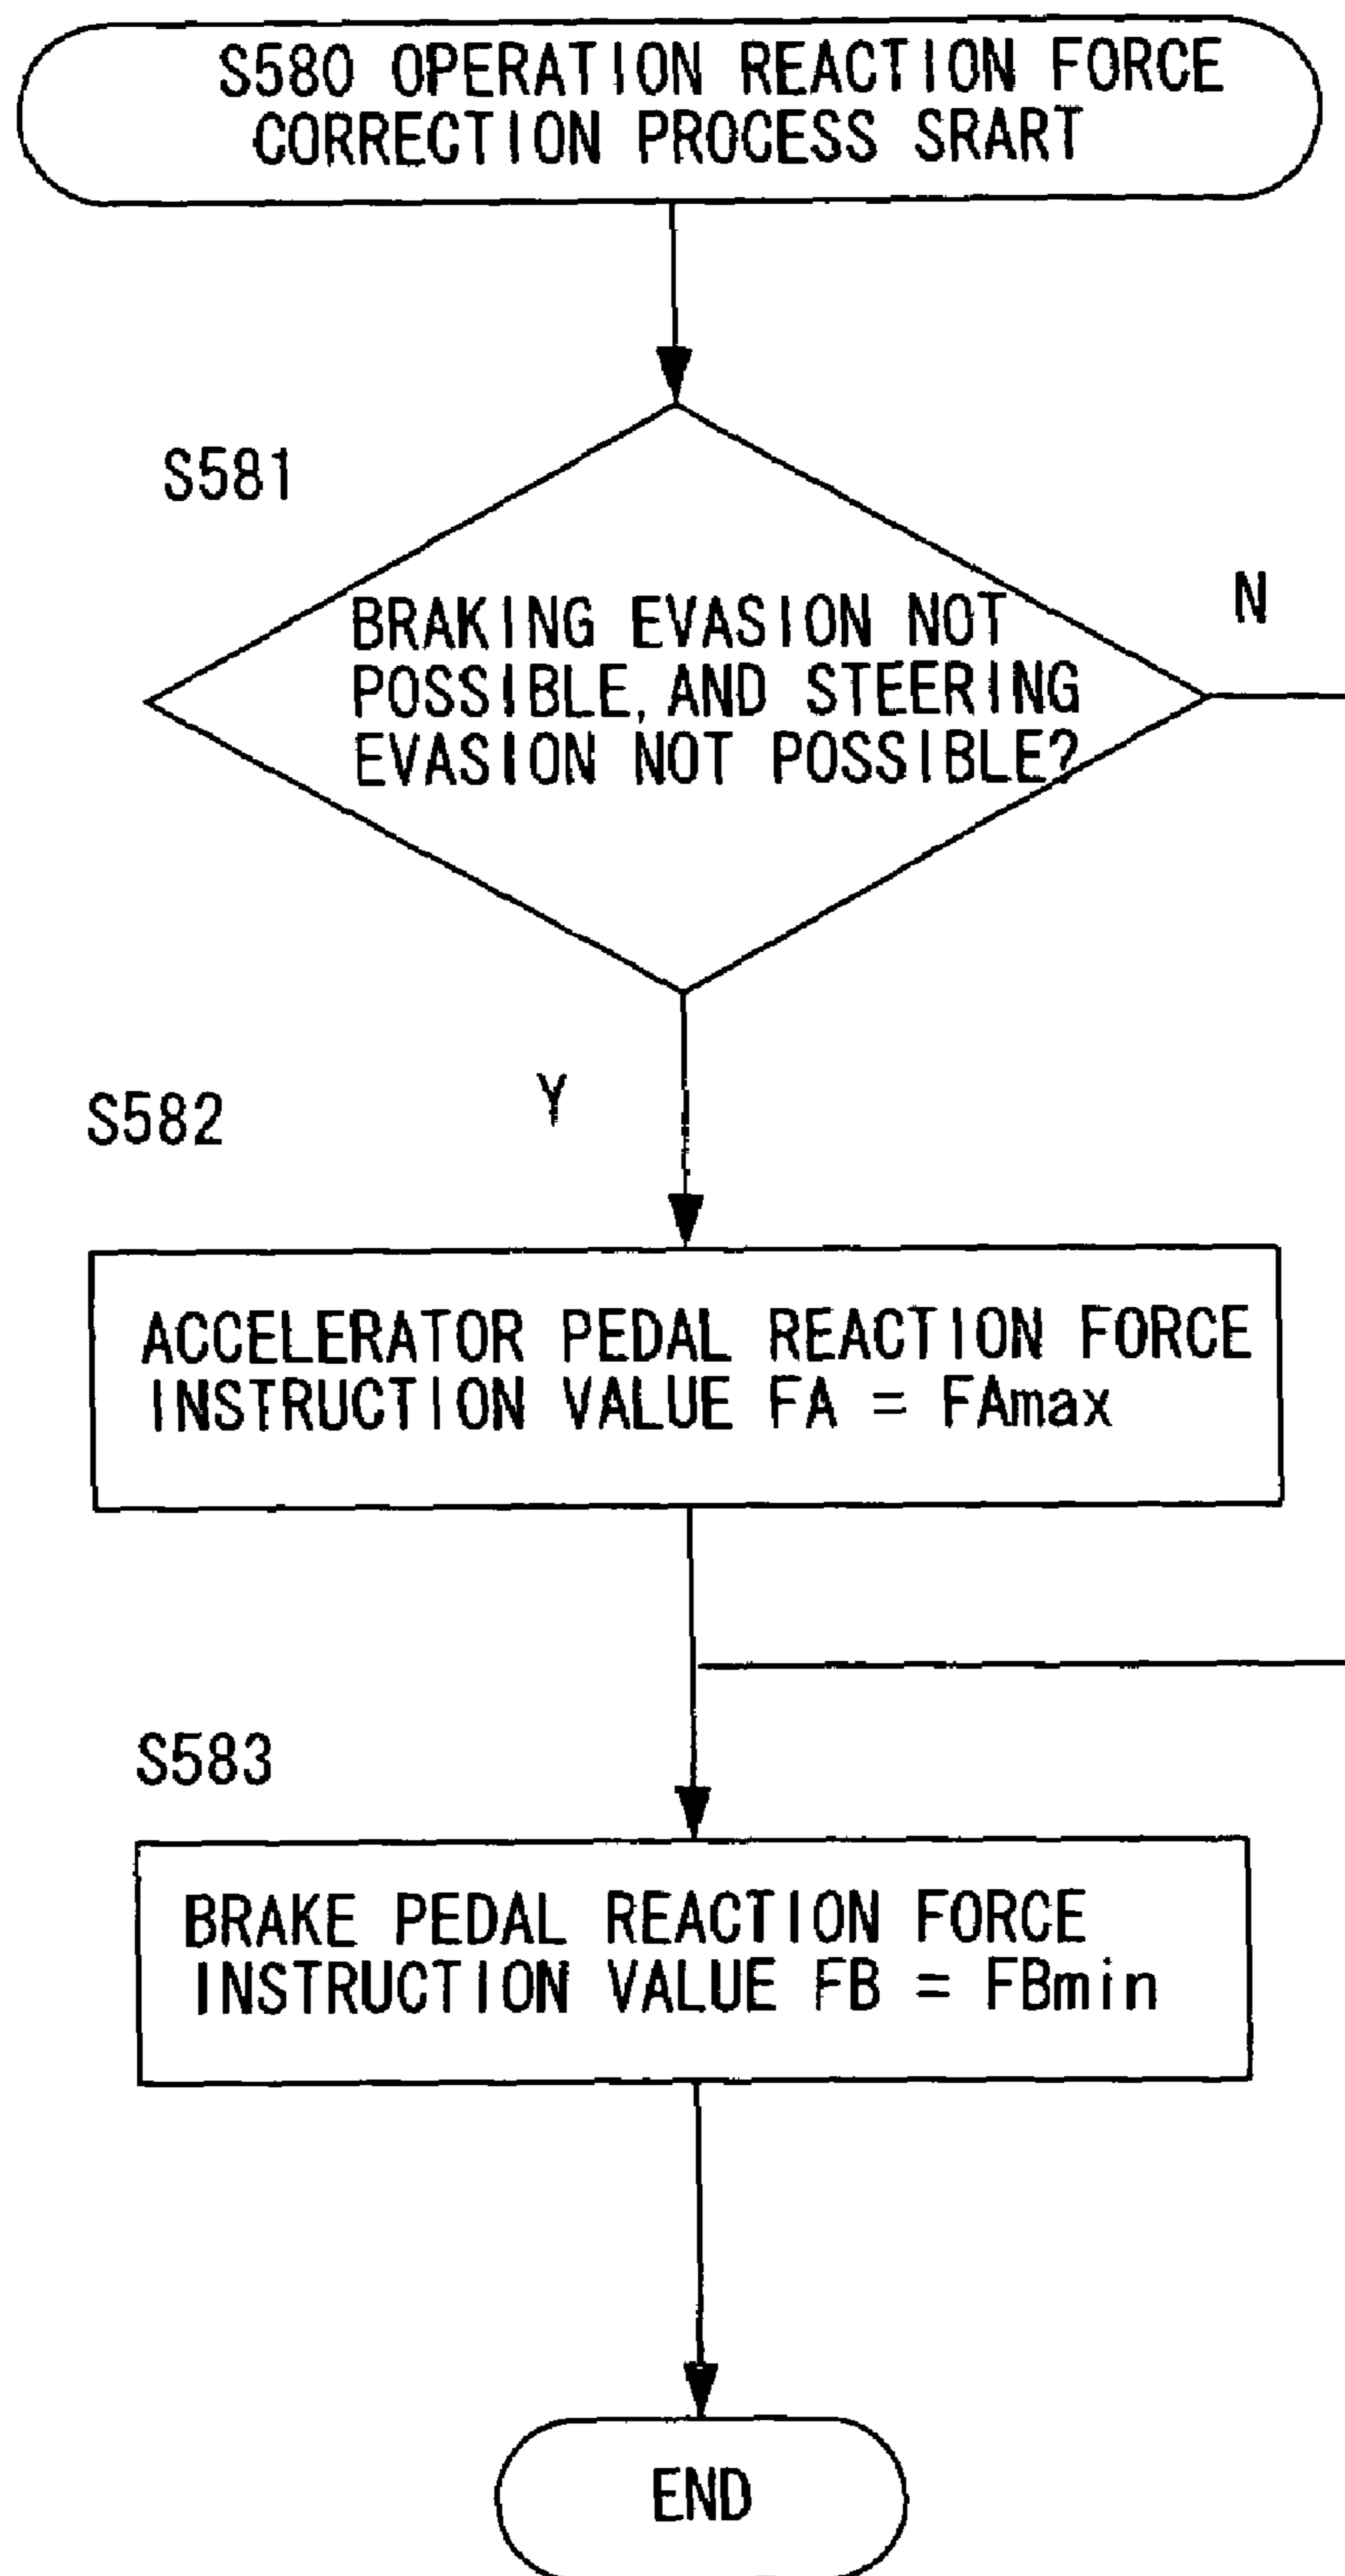 S580 OPERATION REACTION FORCE
CORRECTION PROCESS SRART
S581
BRAKING EVASION NOT
POSSIBLE, AND STEERING
EVASION NOT POSSIBLE?
N
Y
S582
ACCELERATOR PEDAL REACTION FORCE
INSTRUCTION VALUE FA = FAmax
S583
BRAKE PEDAL REACTION FORCE
INSTRUCTION VALUE FB = FBmin
END